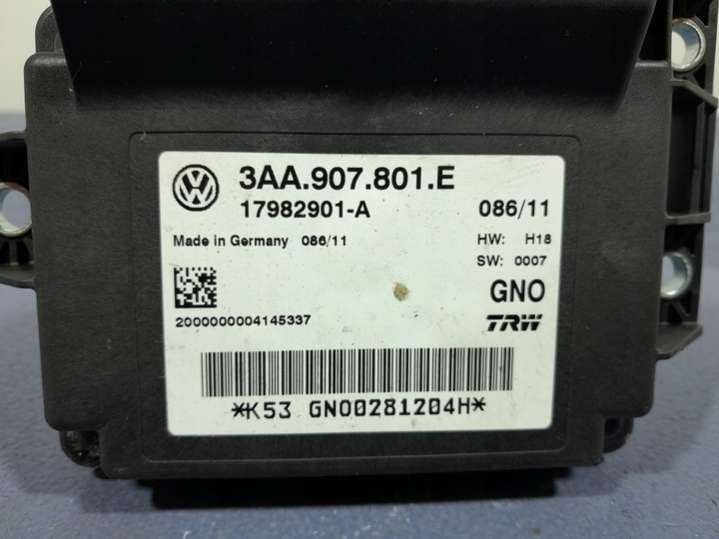 3AA.907.801.E
17982901-A 086/11
Made in Germany 086/11 HW: H18
SW: 0007
GNO
2000000004145337 TRW
*K53 GNO0281204H*